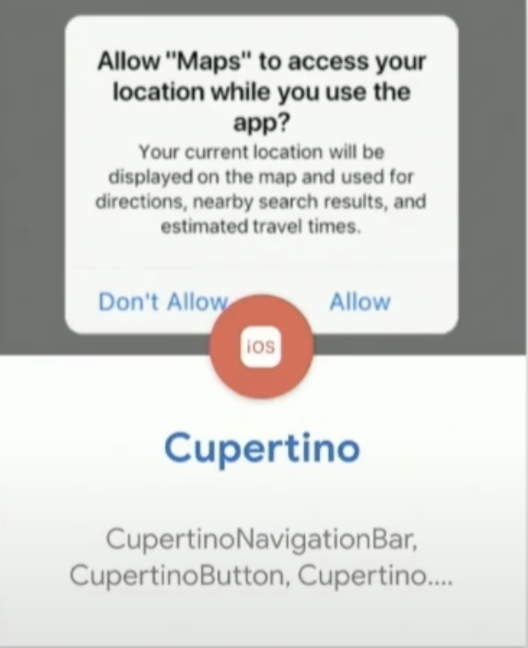 Allow "Maps" to access your
location while you use the
app?
Your current location will be
displayed on the map and used for
directions, nearby search results, and
estimated travel times.
Don't Allow Allow
iOS
Cupertino
CupertinoNavigationBar,
CupertinoButton, Cupertino....